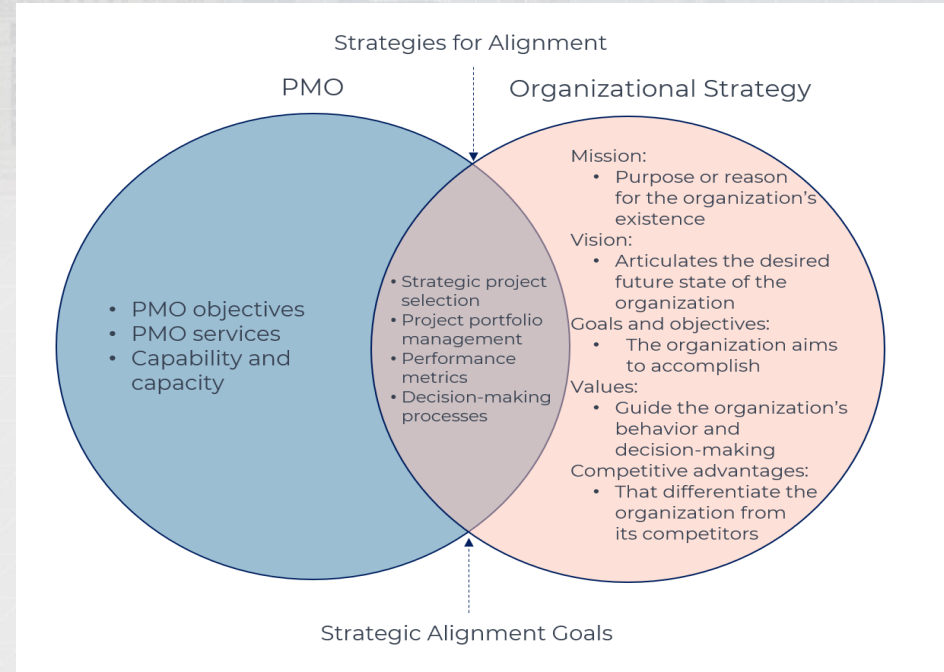 Strategies for Alignment
PMO
Organizational Strategy
• PMO objectives
• PMO services
• Capability and
capacity
• Strategic project
selection
• Project portfolio
management
• Performance
metrics
• Decision-making
processes
Mission:
• Purpose or reason
for the organization's
existence
Vision:
• Articulates the desired
future state of the
organization
Goals and objectives:
• The organization aims
to accomplish
Values:
• Guide the organization's
behavior and
decision-making
Competitive advantages:
• That differentiate the
organization from
its competitors
Strategic Alignment Goals